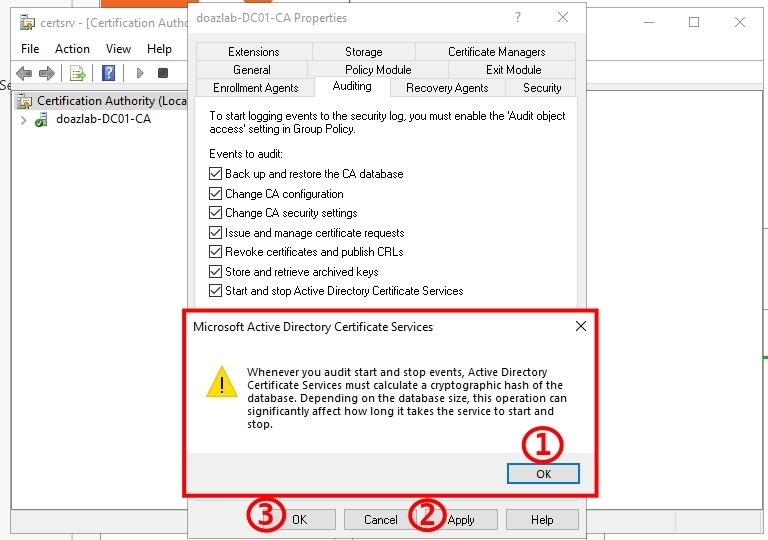 certsrv - [Certification Autho
doazlab-DC01-CA Properties
File Action View Help
Certification Authority (Loca
doazlab-DC01-CA
Extensions Storage Certificate Managers
General Policy Module Exit Module
Enrollment Agents Auditing Recovery Agents Security
To start logging events to the security log, you must enable the 'Audit object
access' setting in Group Policy.
Events to audit:
Back up and restore the CA database
Change CA configuration
Change CA security settings
Issue and manage certificate requests
Revoke certificates and publish CRLs
Store and retrieve archived keys
Start and stop Active Directory Certificate Services
Microsoft Active Directory Certificate Services
Whenever you audit start and stop events, Active Directory
Certificate Services must calculate a cryptographic hash of the
database. Depending on the database size, this operation can
significantly affect how long it takes the service to start and
stop.
1
OK
3 OK Cancel 2 Apply Help